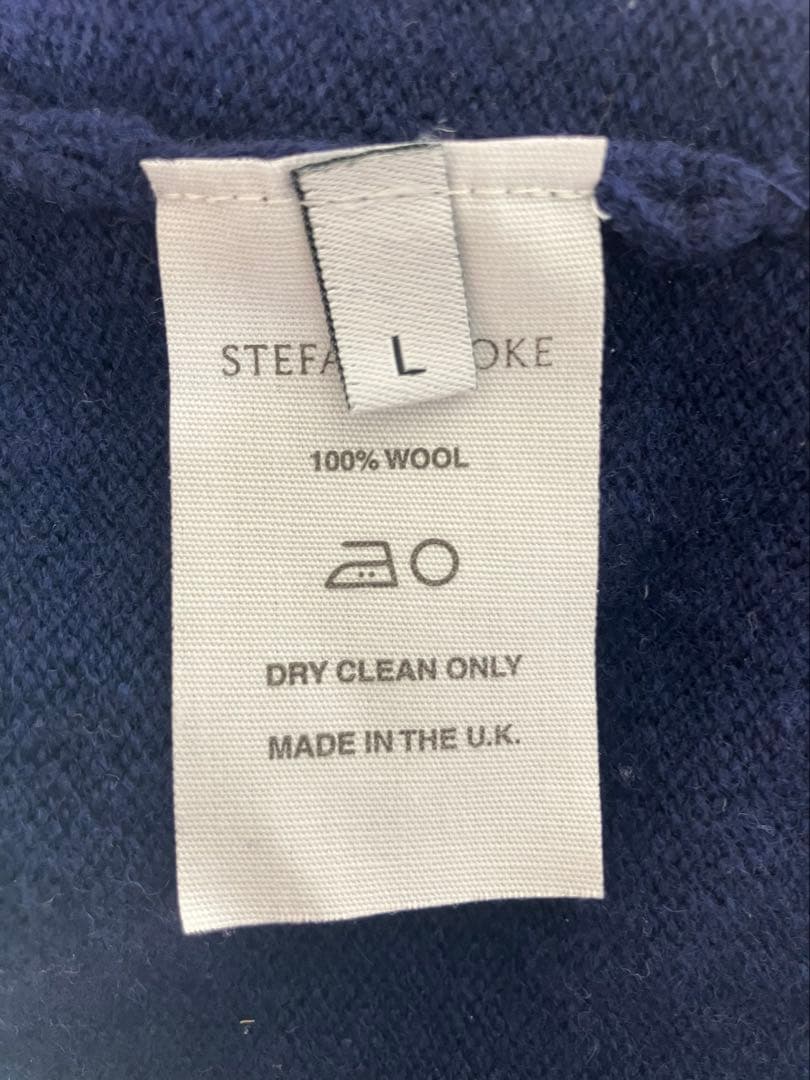 STEFA
OKE
L
100% WOOL
DRY CLEAN ONLY
MADE IN THE U.K.